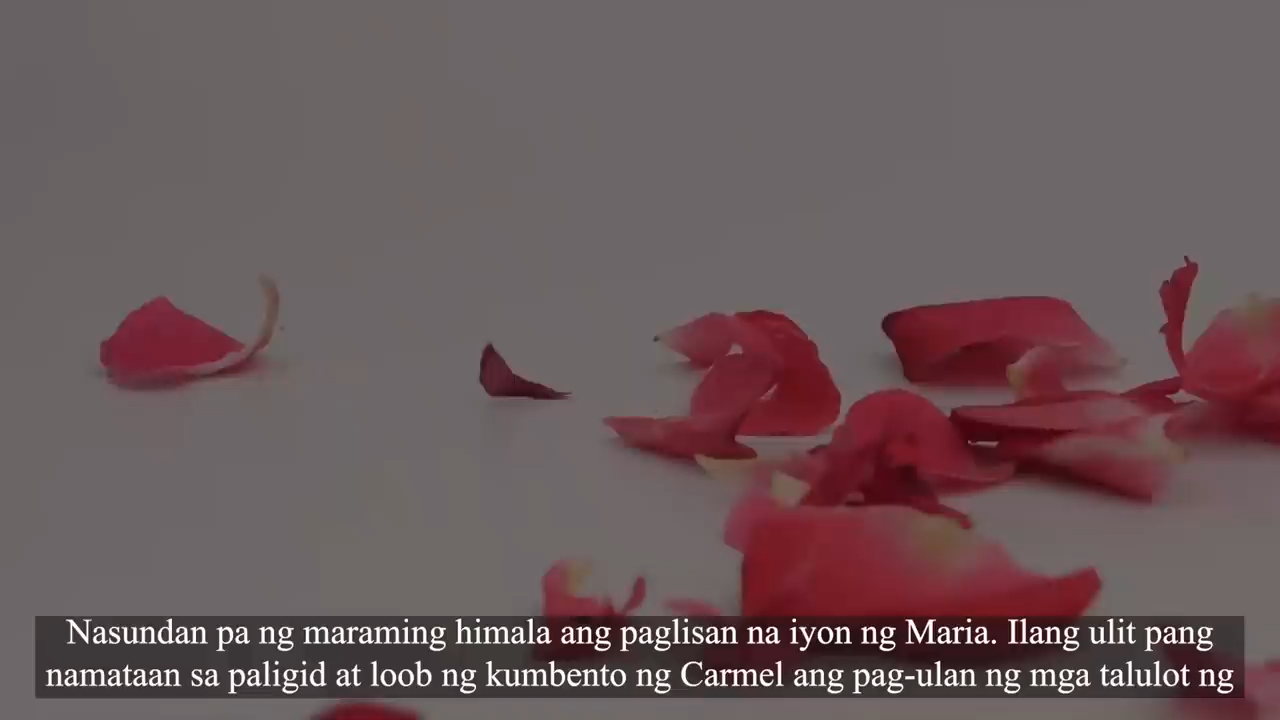 Nasundan pa ng maraming himala ang paglisan na iyon ng Maria. Ilang ulit pang
namataan sa paligid at loob ng kumbento ng Carmel ang pag-ulan ng mga talulot ng